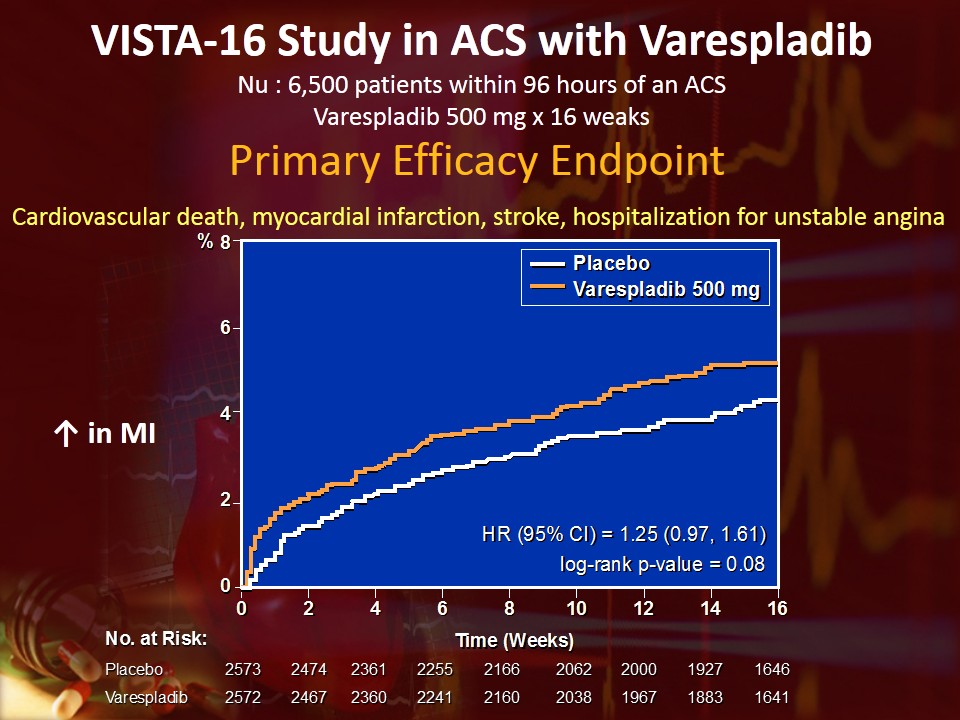 VISTA-16 Study in ACS with Varespladib
Nu : 6,500 patients within 96 hours of an ACS
Varespladib 500 mg x 16 weaks
Primary Efficacy Endpoint
Cardiovascular death, myocardial infarction, stroke, hospitalization for unstable angina
% 8
Placebo
Varespladib 500 mg
6
4
↑ in MI
2
HR (95% CI) = 1.25 (0.97, 1.61)
log-rank p-value = 0.08
0
0 2 4 6 8 10 12 14 16
No. at Risk: Time (Weeks)
Placebo 2573 2474 2361 2255 2166 2062 2000 1927 1646
Varespladib 2572 2467 2360 2241 2160 2038 1967 1883 1641